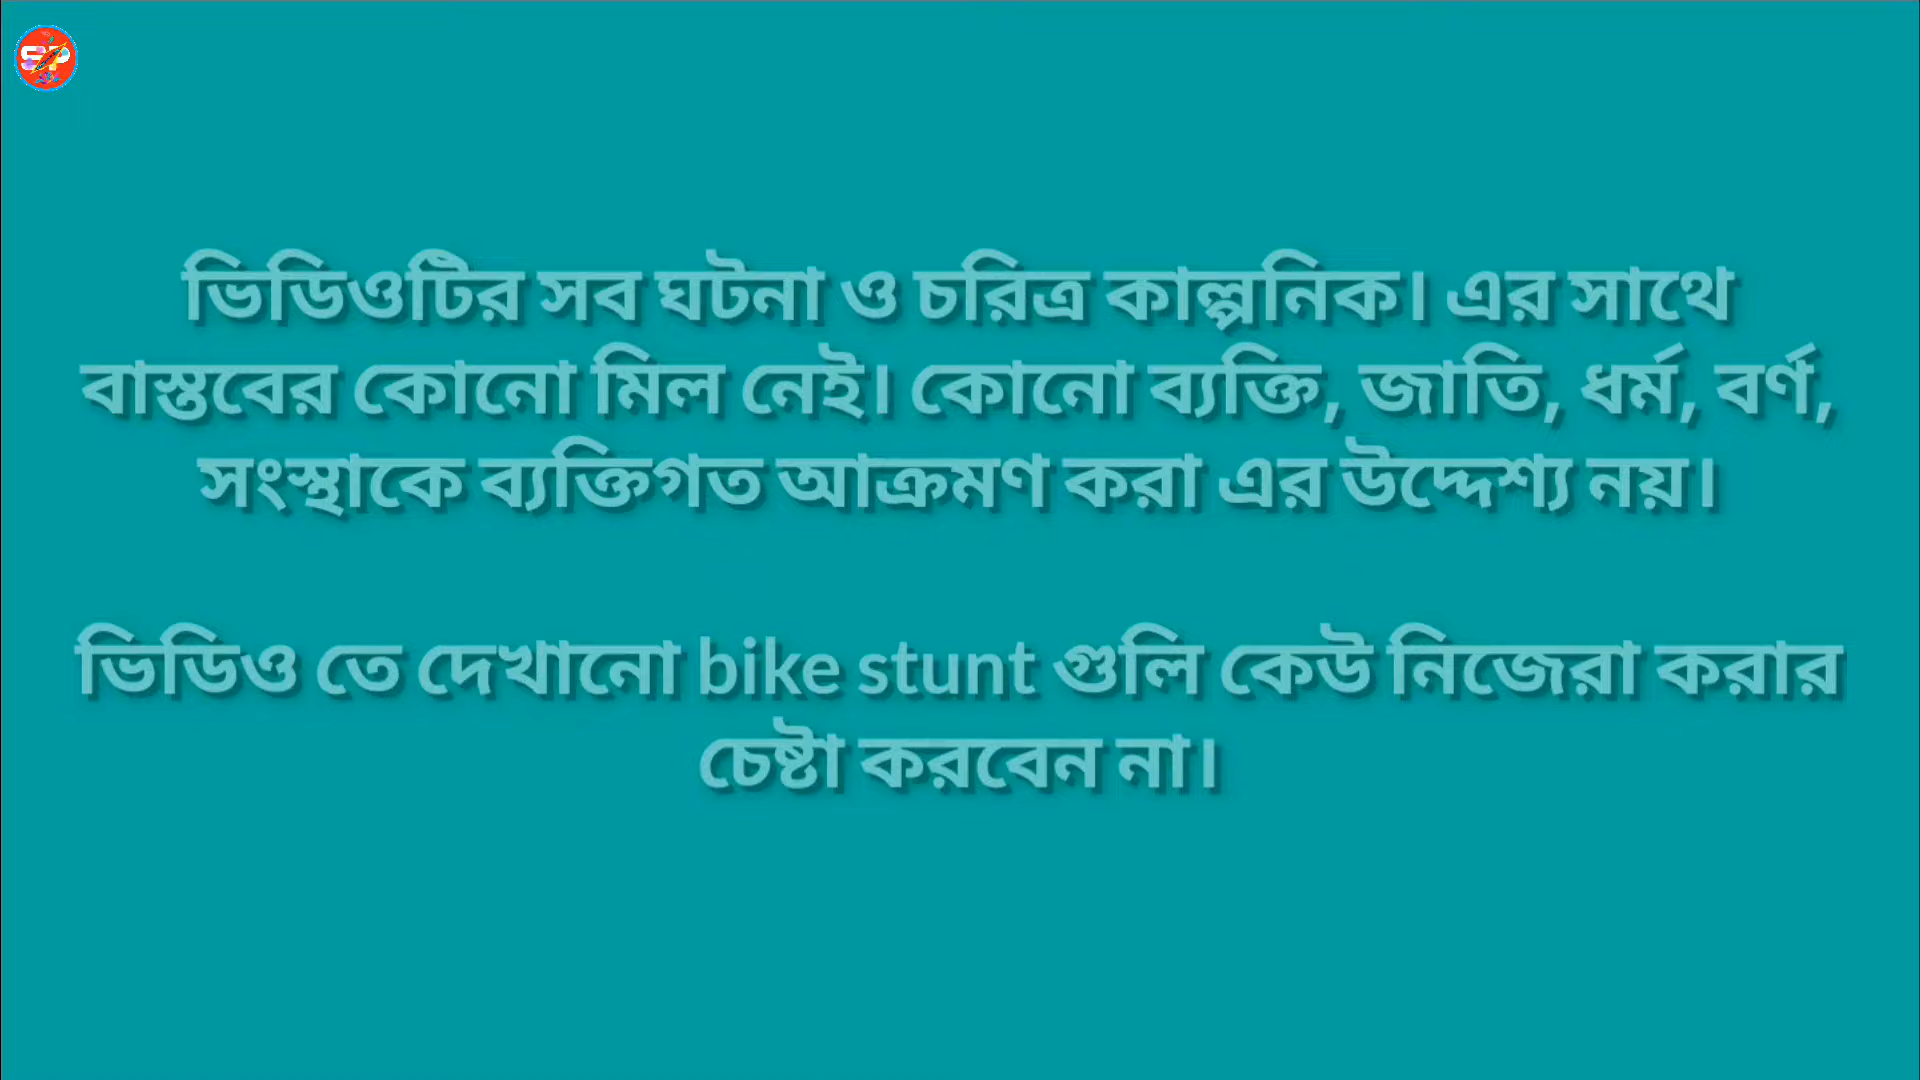 SP
ভিডিওটির সব ঘটনা ও চরিত্র কাল্পনিক। এর সাথে
বাস্তবের কোনো মিল নেই। কোনো ব্যক্তি, জাতি, ধর্ম, বর্ণ,
সংস্থাকে ব্যক্তিগত আক্রমণ করা এর উদ্দেশ্য নয়।
ভিডিও তে দেখানো bike stunt গুলি কেউ নিজেরা করার
চেষ্টা করবেন না।